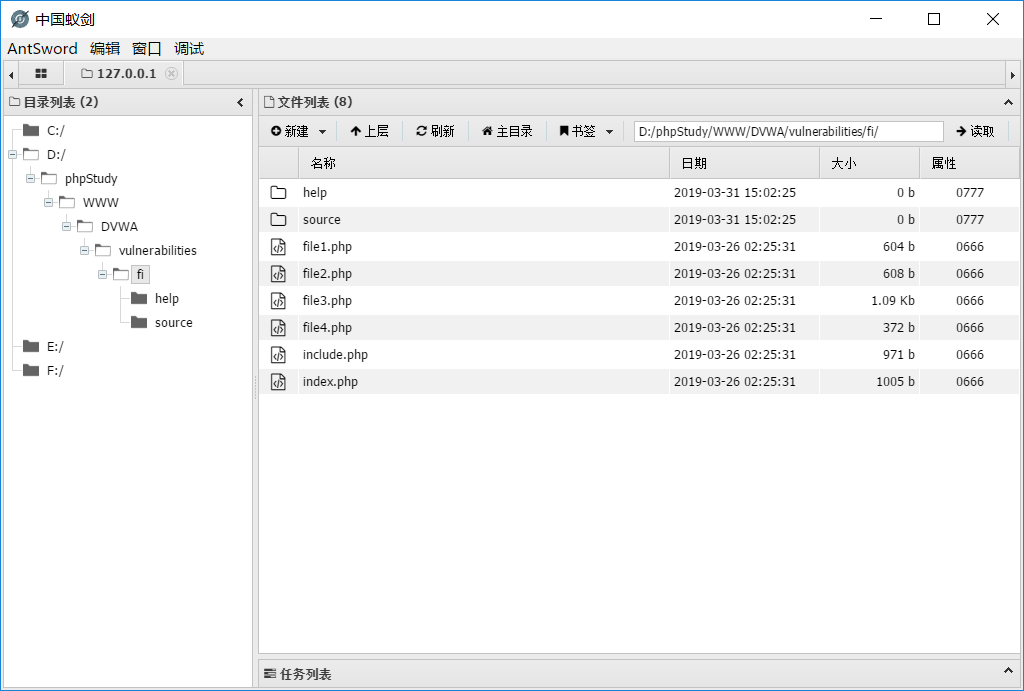 中国蚁剑
AntSword 编辑 窗口 调试
127.0.0.1
目录列表 (2)
C:/
D:/
phpStudy
WWW
DVWA
vulnerabilities
fi
help
source
E:/
F:/
文件列表 (8)
新建 上层 刷新 主目录 书签 D:/phpStudy/WWW/DVWA/vulnerabilities/fi/ 读取
名称 日期 大小 属性
help 2019-03-31 15:02:25 0 b 0777
source 2019-03-31 15:02:25 0 b 0777
file1.php 2019-03-26 02:25:31 604 b 0666
file2.php 2019-03-26 02:25:31 608 b 0666
file3.php 2019-03-26 02:25:31 1.09 Kb 0666
file4.php 2019-03-26 02:25:31 372 b 0666
include.php 2019-03-26 02:25:31 971 b 0666
index.php 2019-03-26 02:25:31 1005 b 0666
任务列表